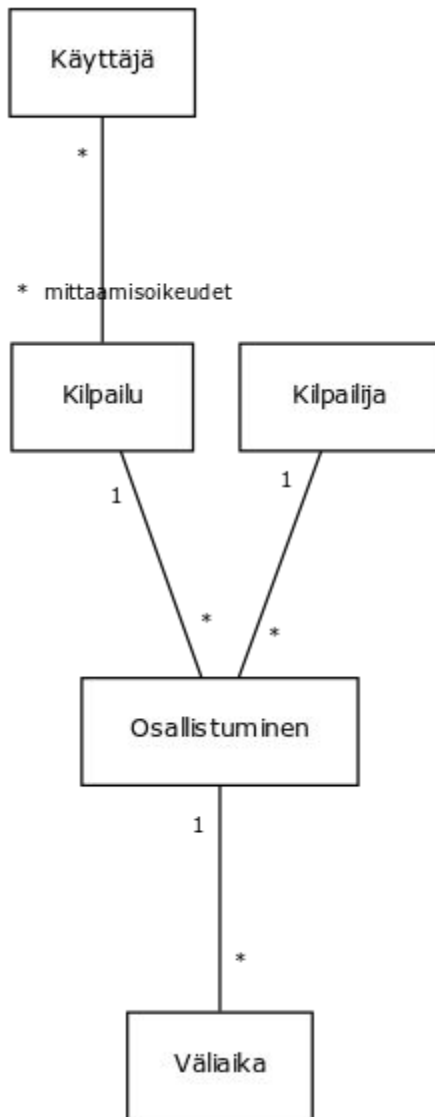 Käyttäjä
*
* mittaamisoikeudet
Kilpailu
Kilpailija
1
1
*
*
Osallistuminen
1
*
Väliaika